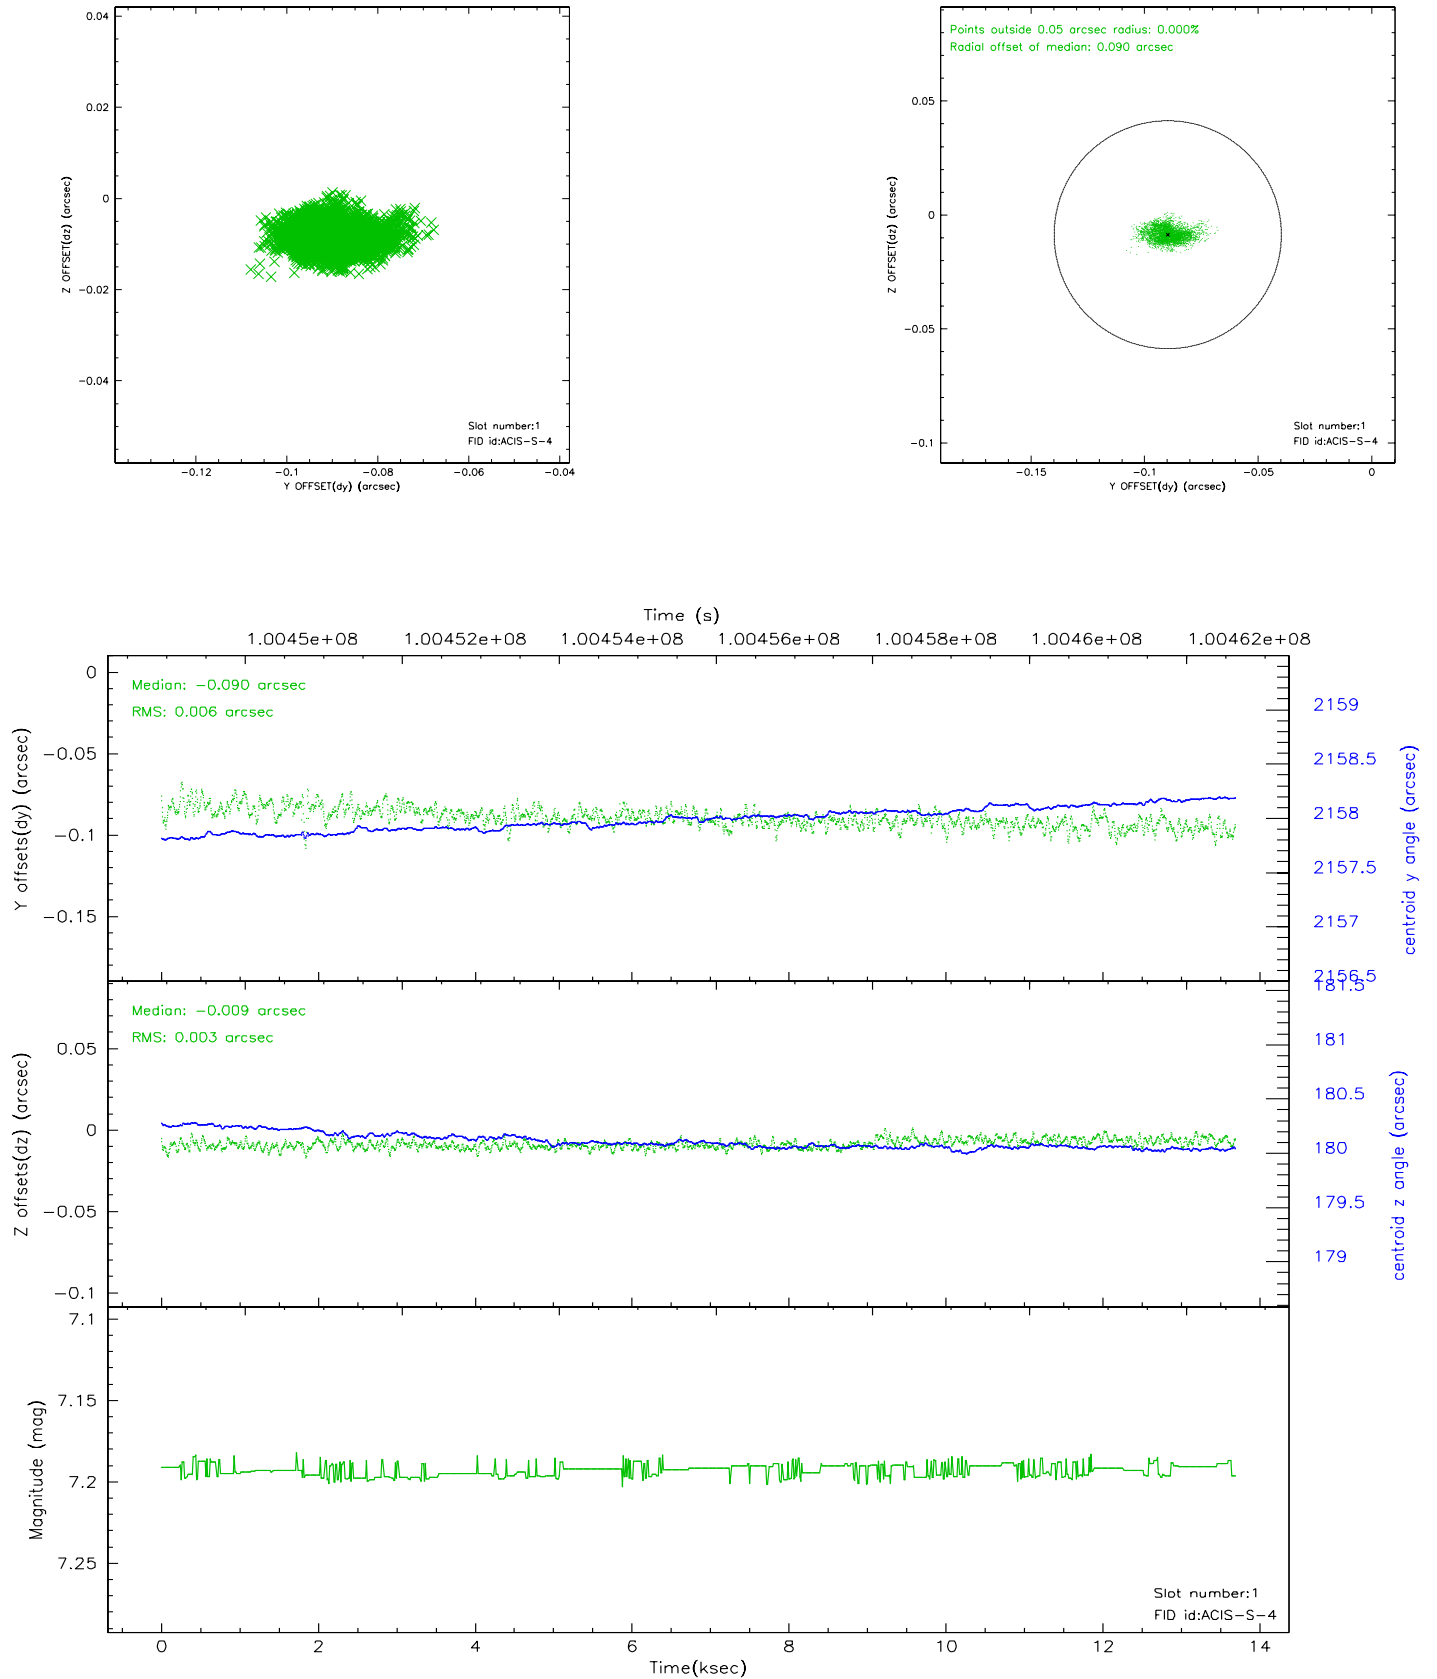 0.04
0.02
0
−0.02
−0.04
Z OFFSET(dz) (arcsec)
−0.12
−0.1
−0.08
−0.06
−0.04
Y OFFSET(dy) (arcsec)
Slot number:1
FID id:ACIS−S−4
Points outside 0.05 arcsec radius: 0.000%
Radial offset of median: 0.090 arcsec
0.05
0
−0.05
−0.1
Z OFFSET(dz) (arcsec)
−0.15
−0.1
−0.05
0
Y OFFSET(dy) (arcsec)
Slot number:1
FID id:ACIS−S−4
Time (s)
1.0045e+08
1.00452e+08
1.00454e+08
1.00456e+08
1.00458e+08
1.0046e+08
1.00462e+08
Median: −0.090 arcsec
RMS: 0.006 arcsec
0
−0.05
−0.1
−0.15
Y offsets(dy) (arcsec)
2159
2158.5
2158
2157.5
2157
2156.5
centroid y angle (arcsec)
Median: −0.009 arcsec
RMS: 0.003 arcsec
0.05
0
−0.05
−0.1
Z offsets(dz) (arcsec)
181.5
181
180.5
180
179.5
179
centroid z angle (arcsec)
7.1
7.15
7.2
7.25
Magnitude (mag)
Slot number:1
FID id:ACIS−S−4
0
2
4
6
8
10
12
14
Time(ksec)